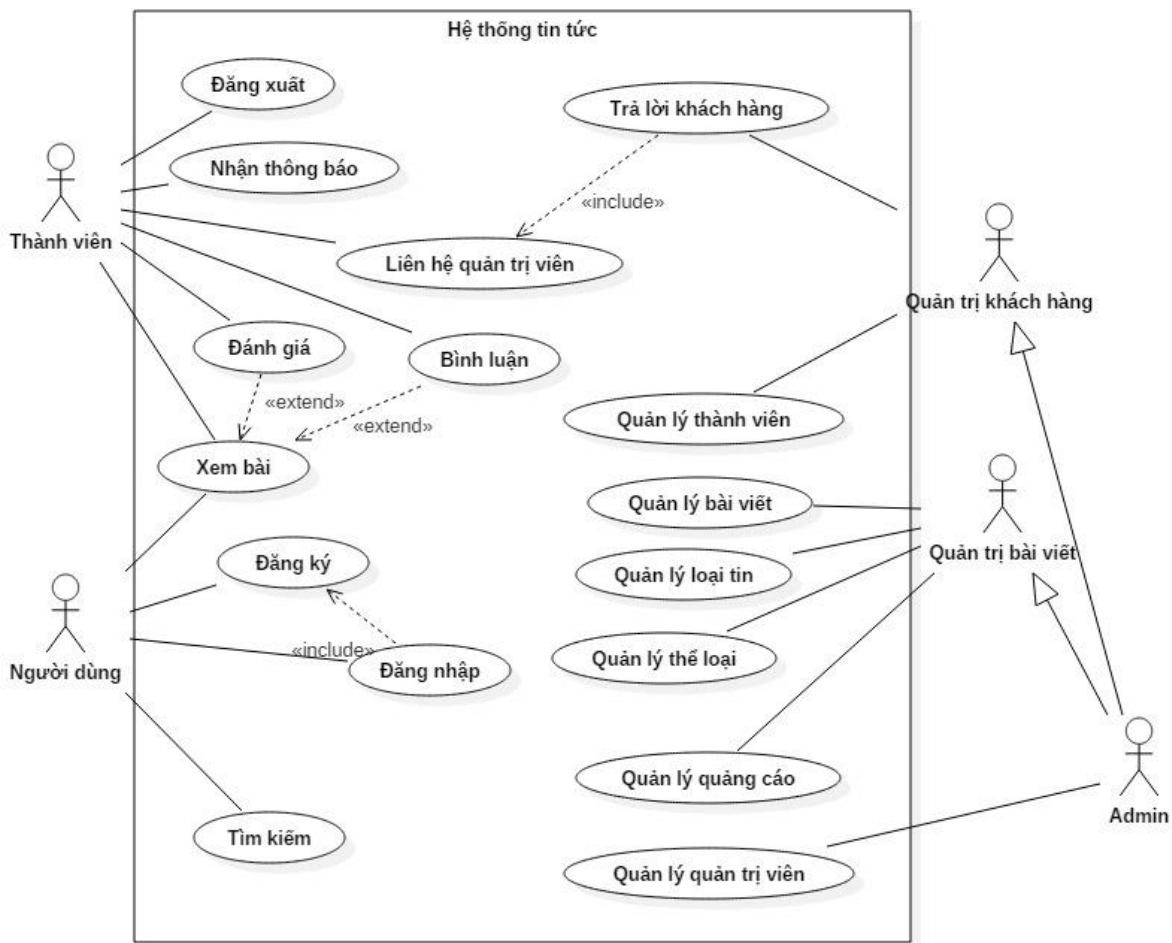 Hệ thống tin tức
Đăng xuất
Trả lời khách hàng
Nhận thông báo
«include»
Thành viên
Liên hệ quản trị viên
Quản trị khách hàng
Đánh giá
Bình luận
«extend»
«extend»
Quản lý thành viên
Xem bài
Quản lý bài viết
Quản trị bài viết
Đăng ký
Quản lý loại tin
«include»
Người dùng
Đăng nhập
Quản lý thể loại
Quản lý quảng cáo
Admin
Tìm kiếm
Quản lý quản trị viên